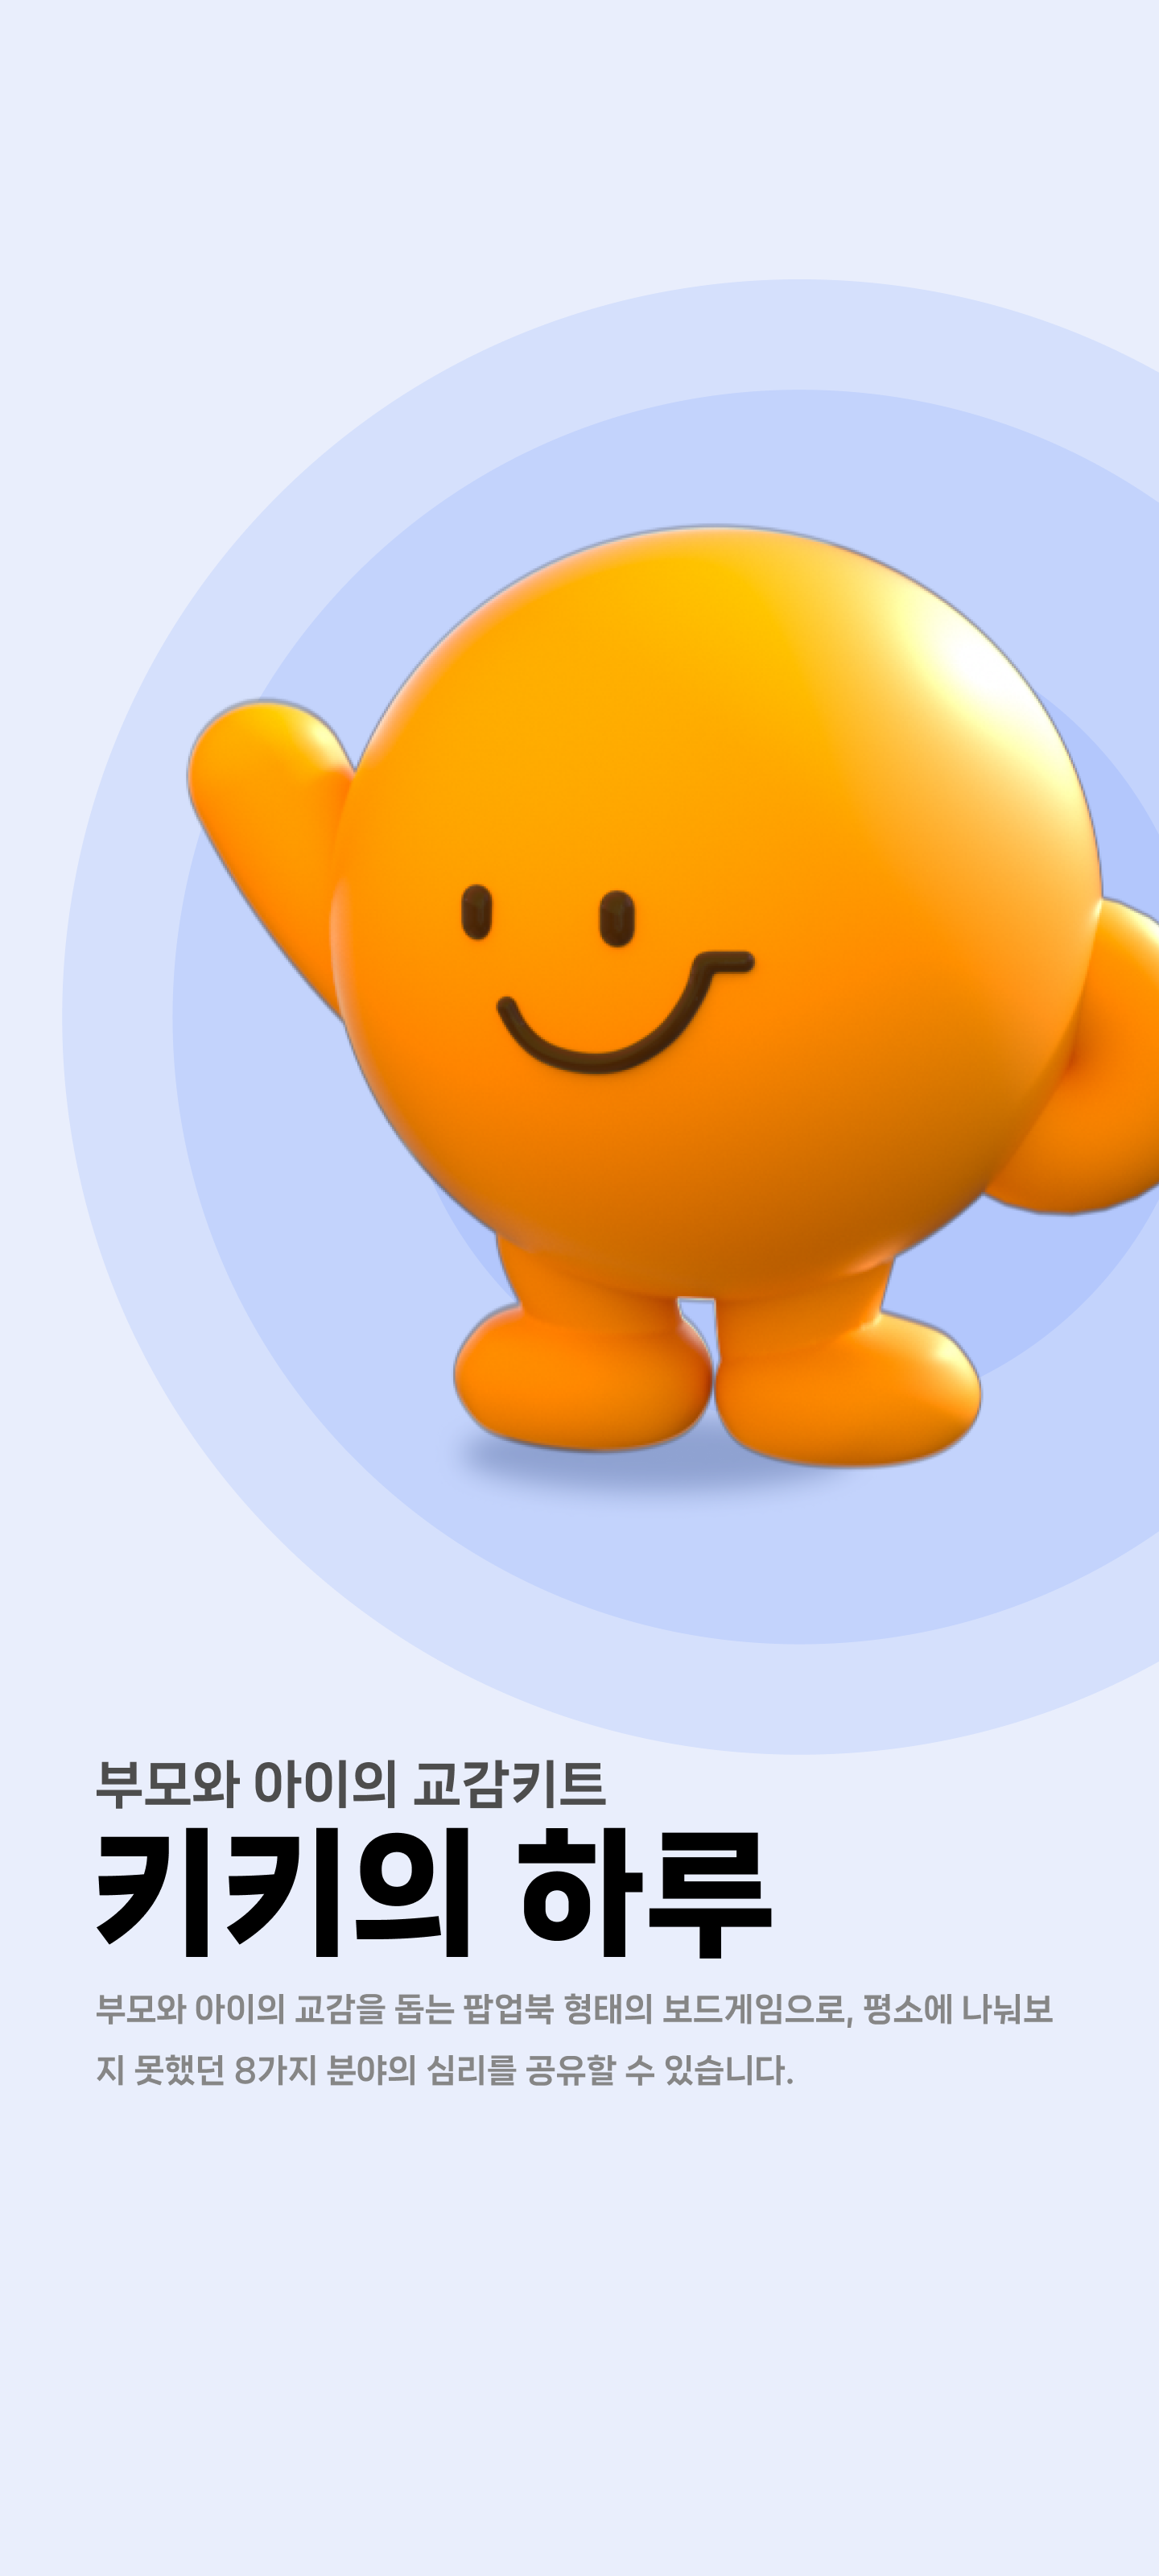 부모와 아이의 교감키트
키키의 하루
부모와 아이의 교감을 돕는 팝업북 형태의 보드게임으로, 평소에 나눠보
지 못했던 8가지 분야의 심리를 공유할 수 있습니다.